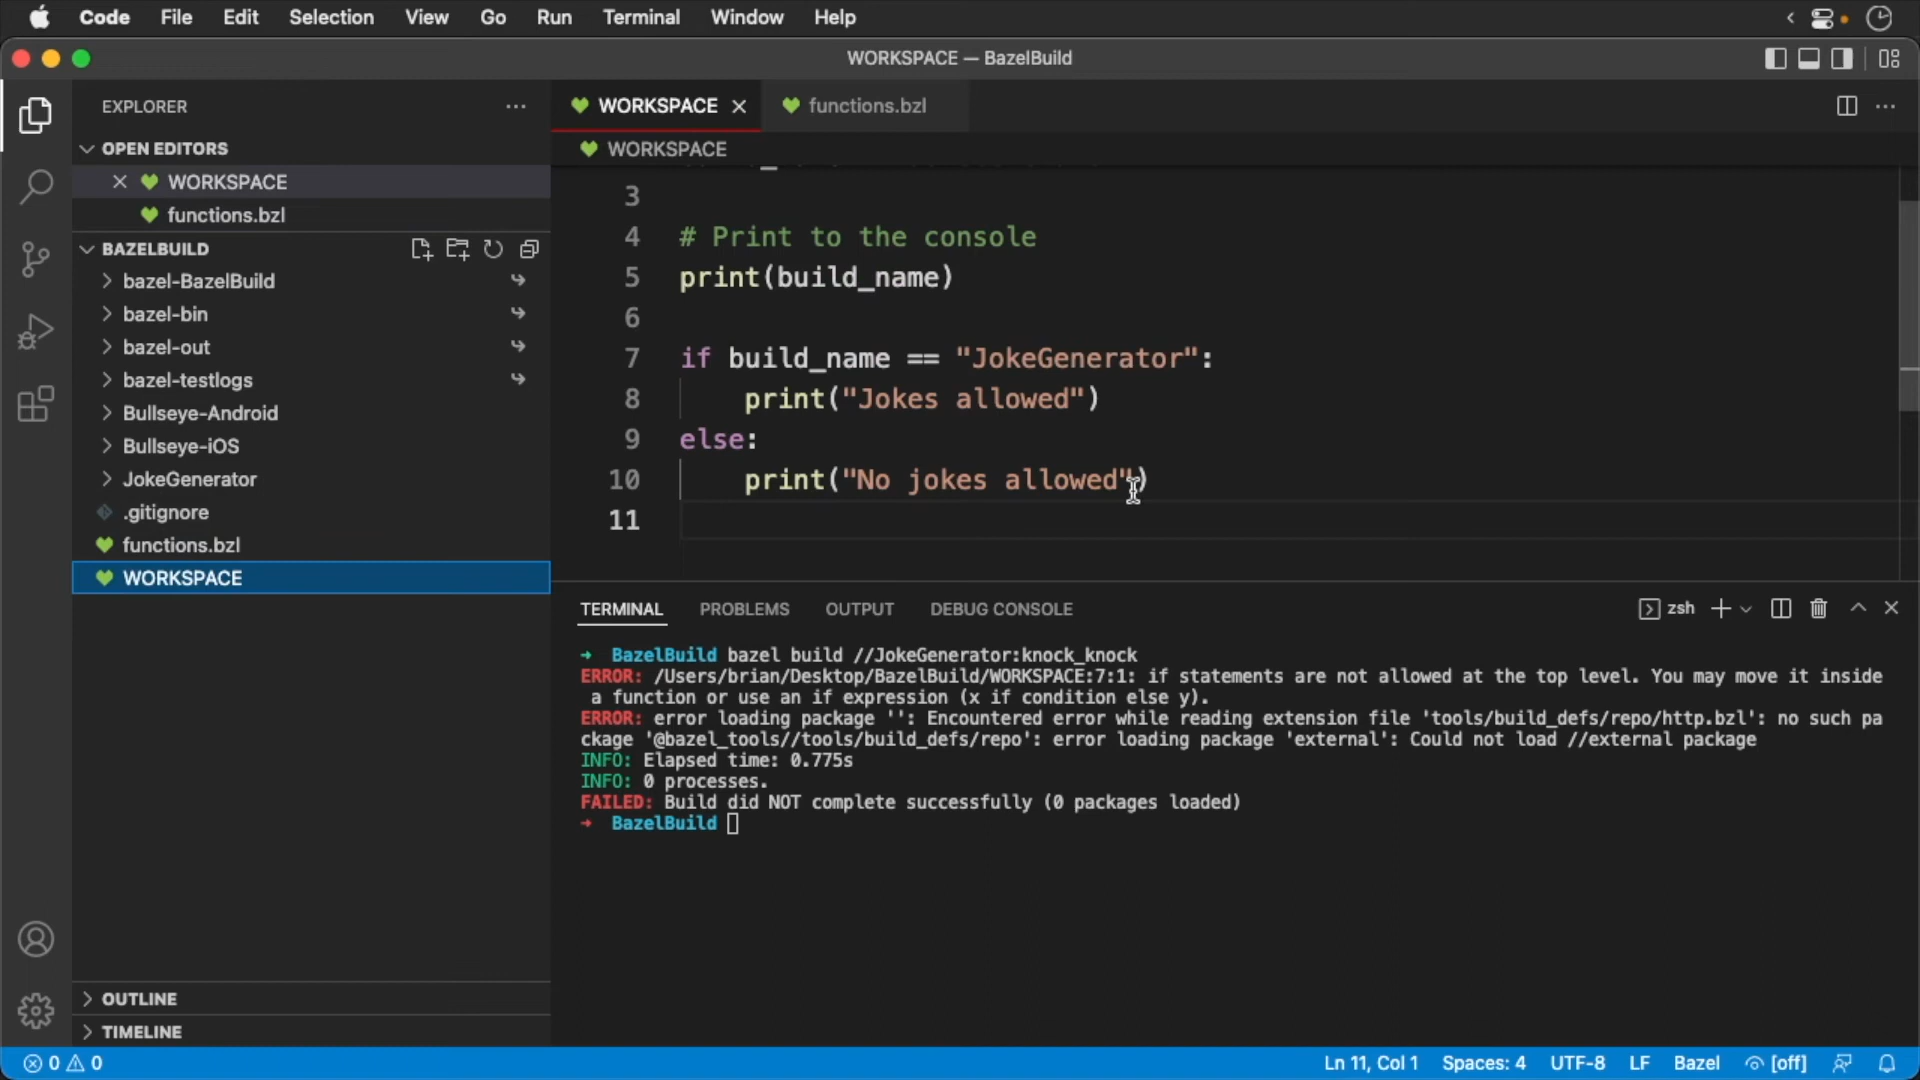 Code File Edit Selection View Go Run Terminal Window Help
WORKSPACE — BazelBuild
EXPLORER
OPEN EDITORS
WORKSPACE
functions.bzl
BAZELBUILD
bazel-BazelBuild
bazel-bin
bazel-out
bazel-testlogs
Bullseye-Android
Bullseye-iOS
JokeGenerator
.gitignore
functions.bzl
WORKSPACE
OUTLINE
TIMELINE
WORKSPACE functions.bzl
WORKSPACE
3
4 # Print to the console
5 print(build_name)
6
7 if build_name == "JokeGenerator":
8 print("Jokes allowed")
9 else:
10 print("No jokes allowed")
11
TERMINAL PROBLEMS OUTPUT DEBUG CONSOLE
zsh
BazelBuild bazel build //JokeGenerator:knock_knock
ERROR: /Users/brian/Desktop/BazelBuild/WORKSPACE:7:1: if statements are not allowed at the top level. You may move it inside
a function or use an if expression (x if condition else y).
ERROR: error loading package '': Encountered error while reading extension file 'tools/build_defs/repo/http.bzl': no such pa
ckage '@bazel_tools//tools/build_defs/repo': error loading package 'external': Could not load //external package
INFO: Elapsed time: 0.775s
INFO: 0 processes.
FAILED: Build did NOT complete successfully (0 packages loaded)
BazelBuild
0 0
Ln 11, Col 1 Spaces: 4 UTF-8 LF Bazel [off]